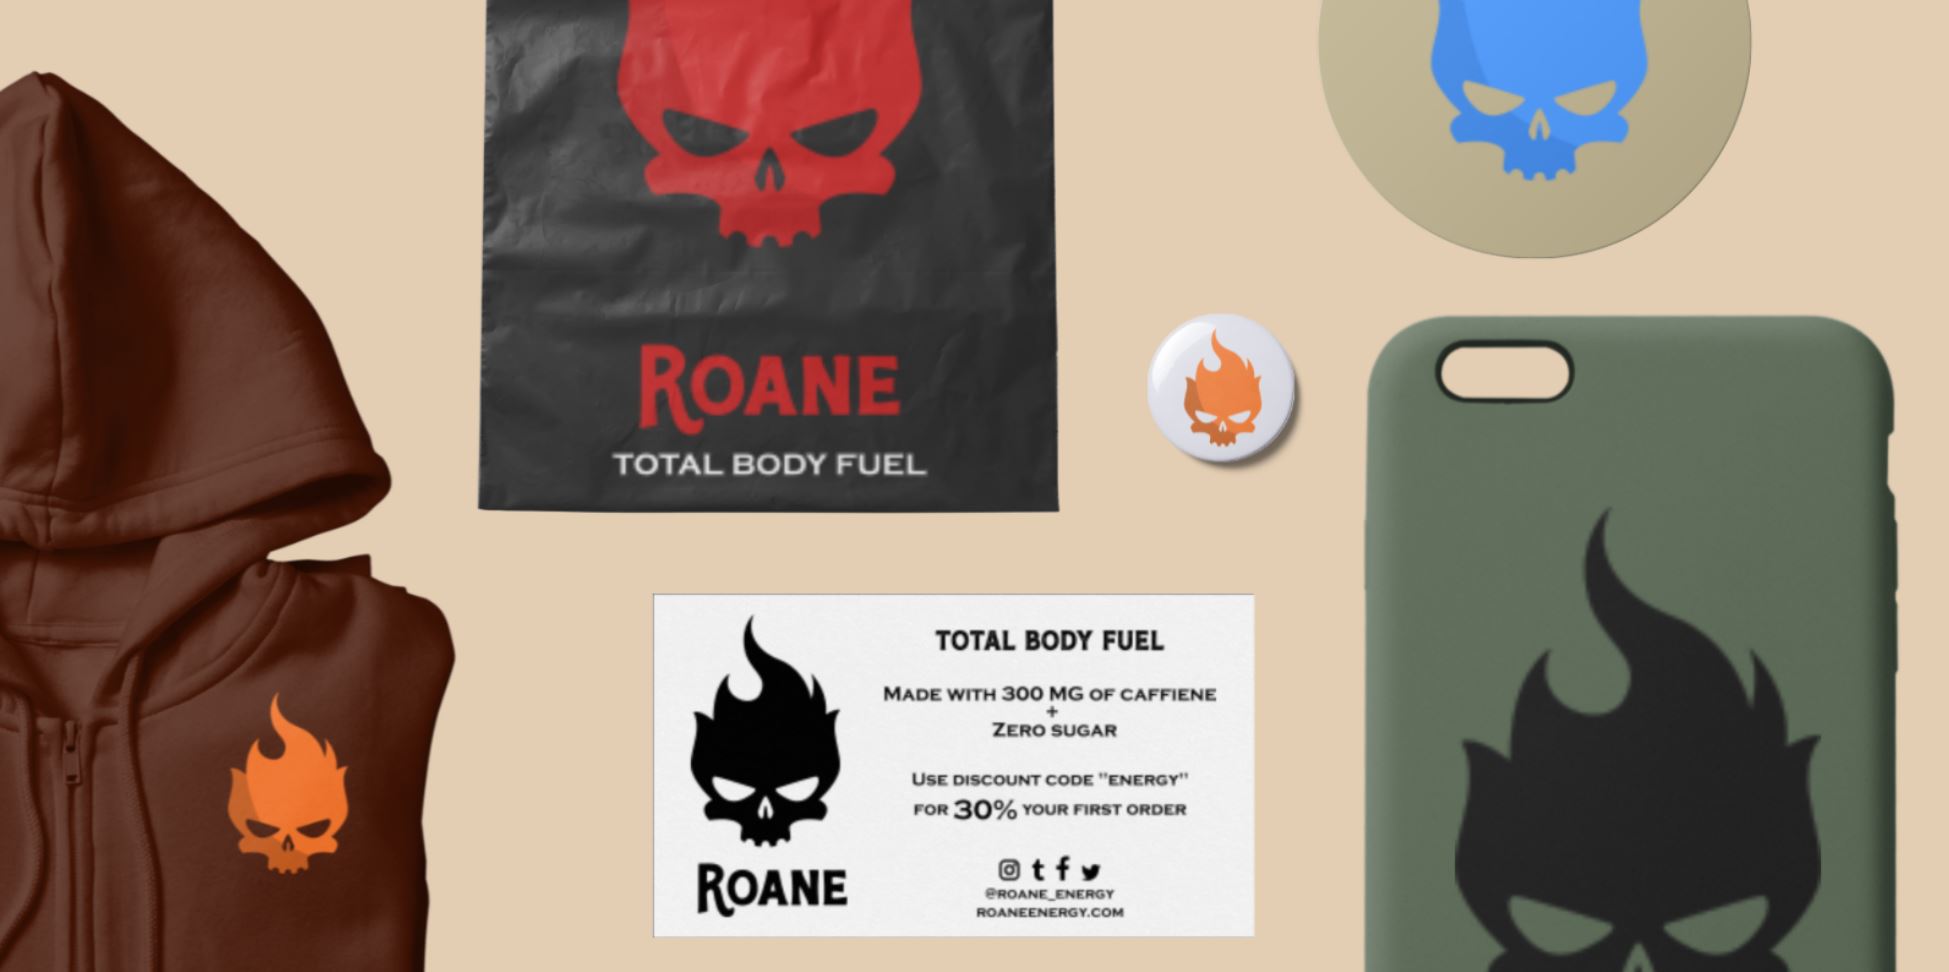 ROANE
TOTAL BODY FUEL
TOTAL BODY FUEL
MADE WITH 300 MG OF CAFFIENE
+
ZERO SUGAR
USE DISCOUNT CODE "ENERGY"
FOR 30% YOUR FIRST ORDER
@ROANE_ENERGY
ROANEENERGY.COM
ROANE